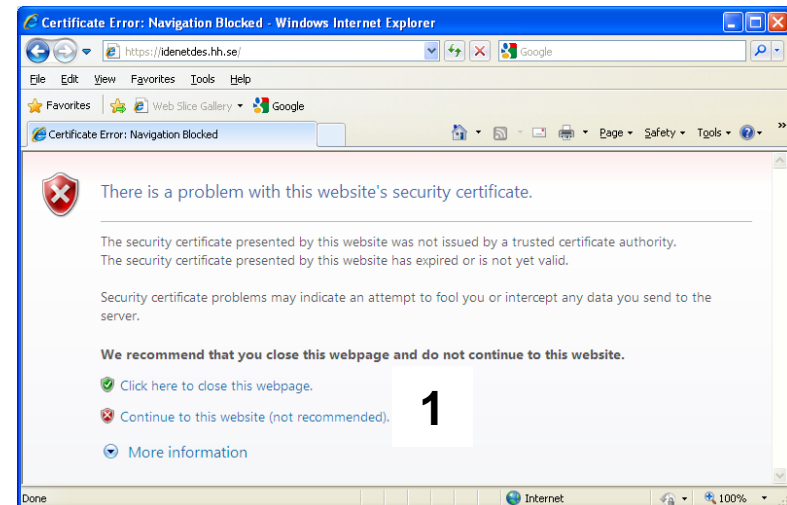 Certificate Error: Navigation Blocked - Windows Internet Explorer
https://idenetdes.hh.se/ Google
File Edit View Favorites Tools Help
Favorites Web Slice Gallery Google
Certificate Error: Navigation Blocked Page Safety Tools »
There is a problem with this website's security certificate.
The security certificate presented by this website was not issued by a trusted certificate authority.
The security certificate presented by this website has expired or is not yet valid.
Security certificate problems may indicate an attempt to fool you or intercept any data you send to the
server.
We recommend that you close this webpage and do not continue to this website.
Click here to close this webpage.
Continue to this website (not recommended). 1
More information
Done Internet 100%